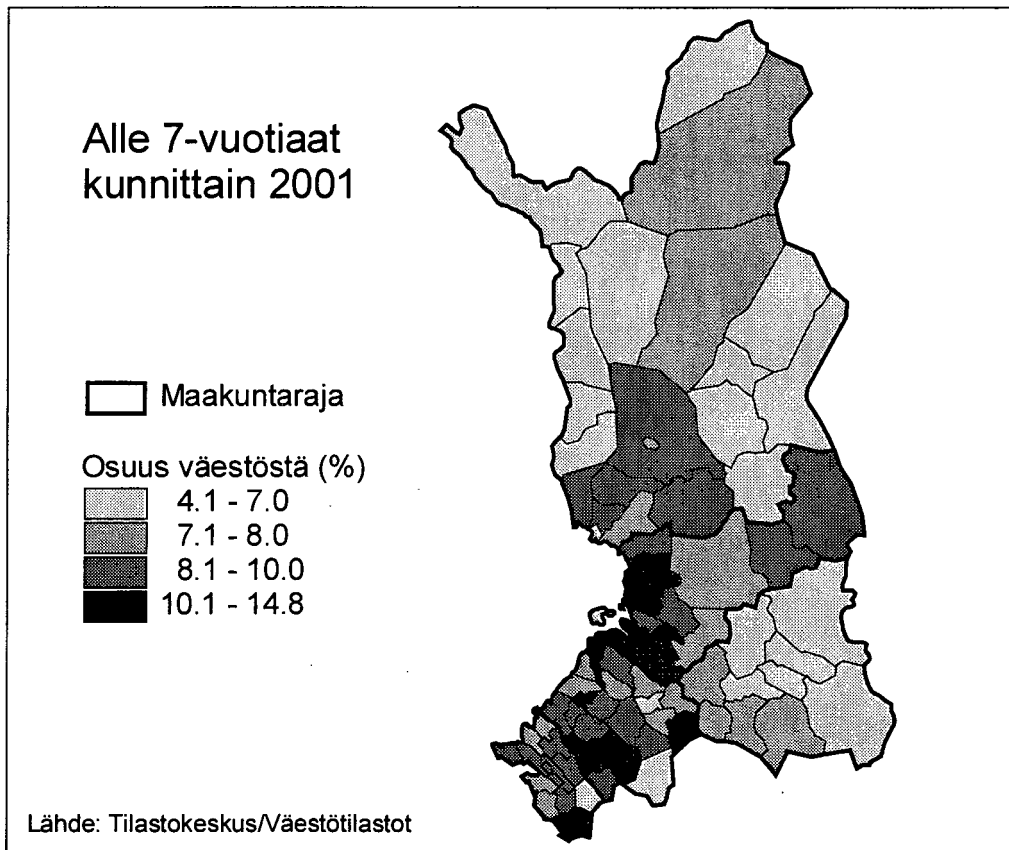 Alle 7-vuotiaat
kunnittain 2001
Maakuntaraja
Osuus väestöstä (%)
4.1 - 7.0
7.1 - 8.0
8.1 - 10.0
10.1 - 14.8
Lähde: Tilastokeskus/Väestötilastot